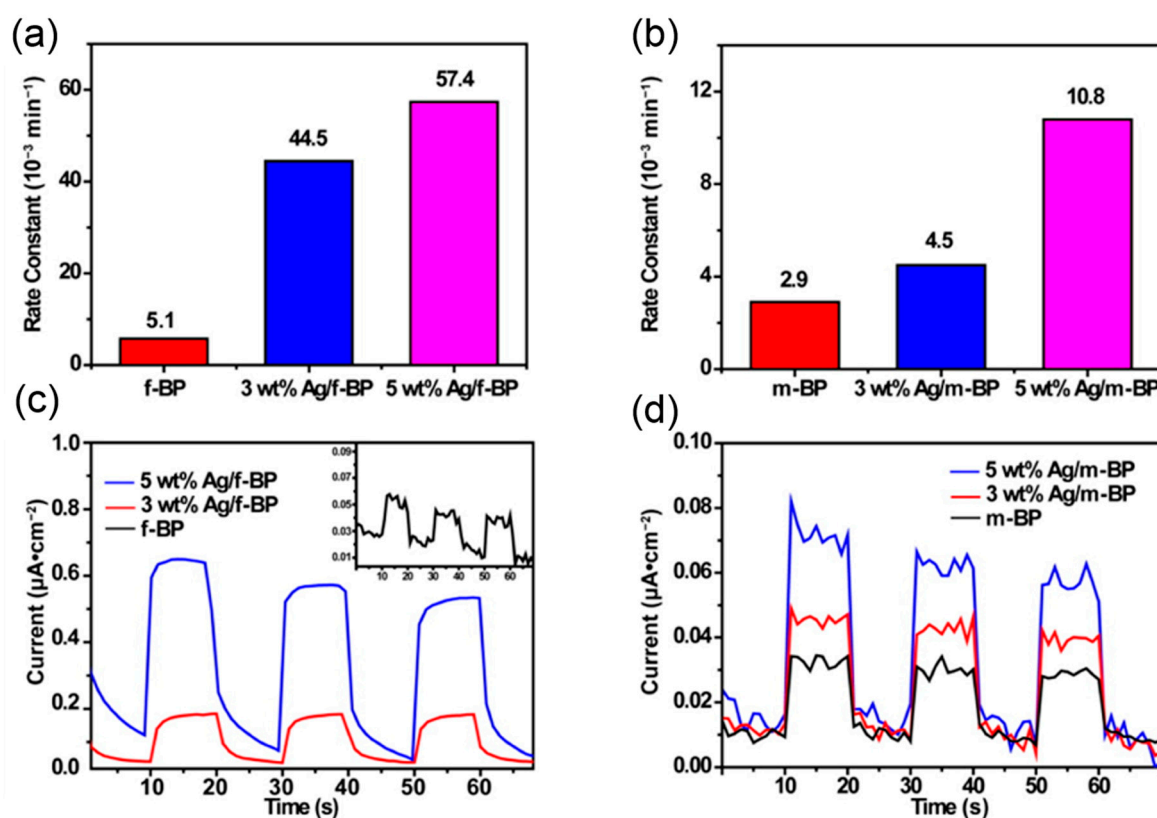 (a)
Rate Constant (10⁻³ min⁻¹)
60
40
20
0
5.1
44.5
57.4
f-BP
3 wt% Ag/f-BP
5 wt% Ag/f-BP
(b)
Rate Constant (10⁻³ min⁻¹)
12
8
4
0
2.9
4.5
10.8
m-BP
3 wt% Ag/m-BP
5 wt% Ag/m-BP
(c)
Current (μA•cm⁻²)
1.0
0.8
0.6
0.4
0.2
0.0
5 wt% Ag/f-BP
3 wt% Ag/f-BP
f-BP
0.09
0.07
0.05
0.03
0.01
10 20 30 40 50 60
10 20 30 40 50 60
Time (s)
(d)
Current (μA•cm⁻²)
0.10
0.08
0.06
0.04
0.02
0.00
5 wt% Ag/m-BP
3 wt% Ag/m-BP
m-BP
10 20 30 40 50 60
Time (s)